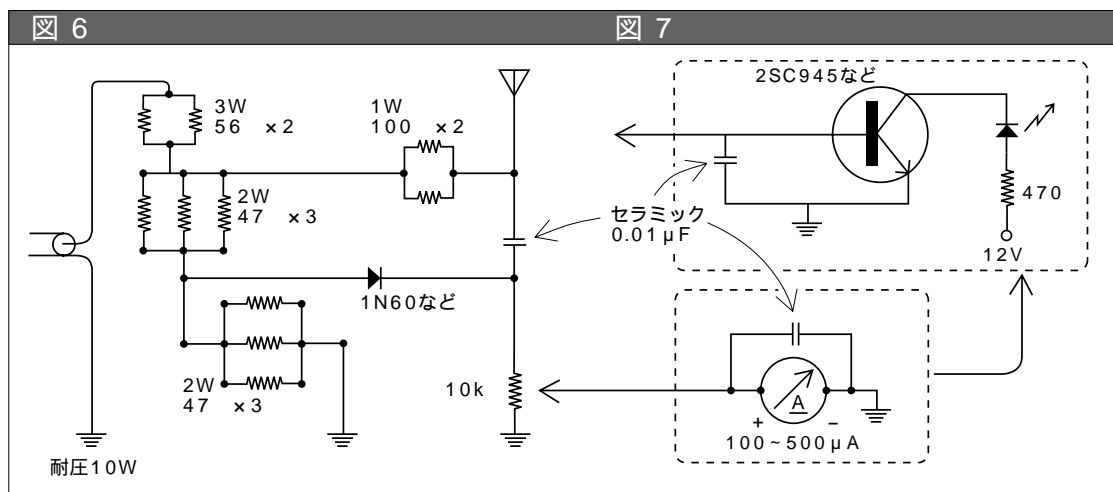 図 6
図 7
3W
56 ×2
1W
100 ×2
2W
47 ×3
1N60など
2W
47 ×3
10k
耐圧10W
2SC945など
470
12V
セラミック
0.01μF
A
+ −
100~500μA